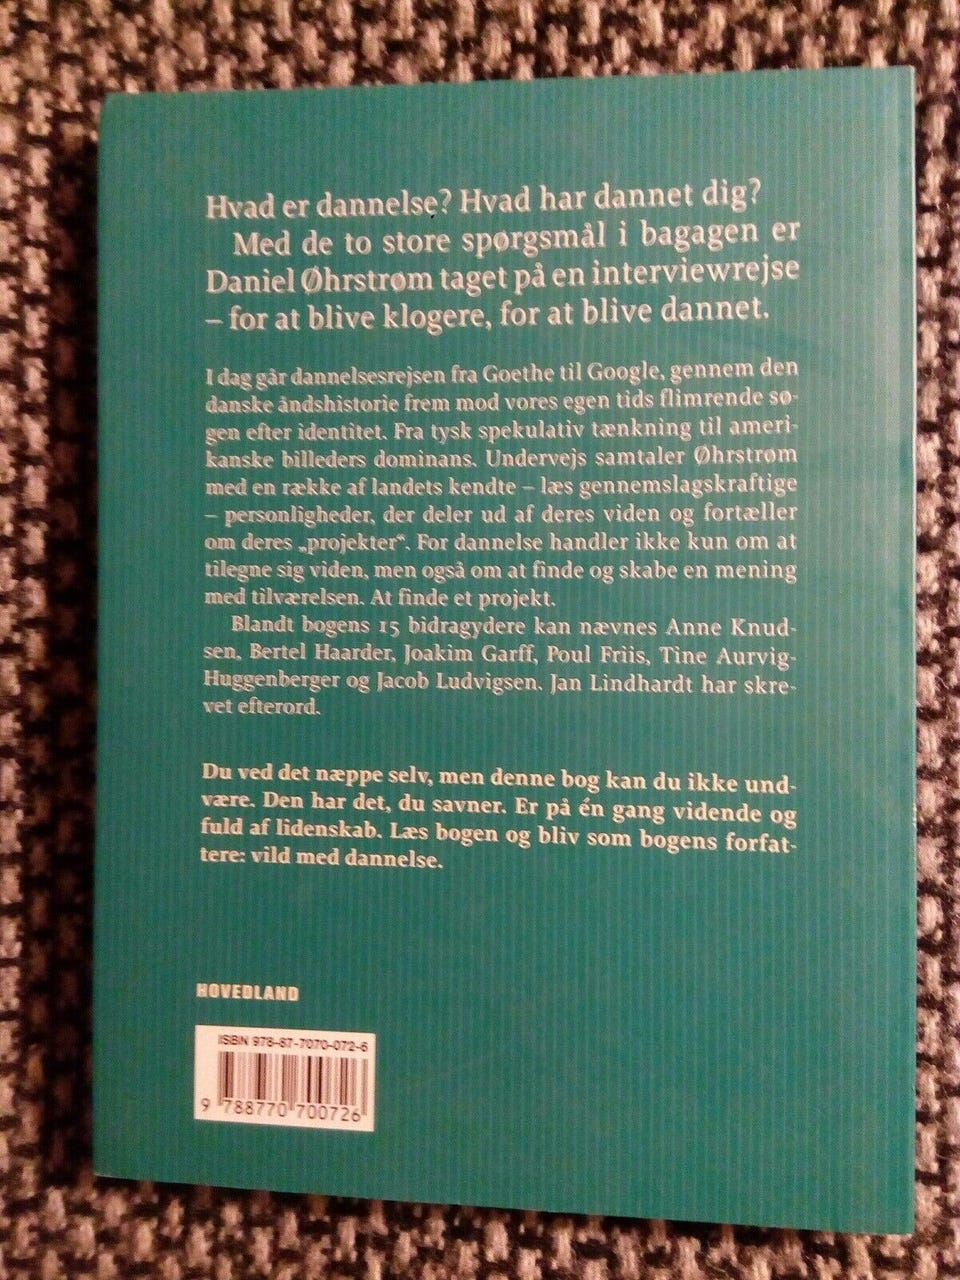 Hvad er dannelse? Hvad har dannet dig?
Med de to store spørgsmål i bagagen er
Daniel Øhrstrøm taget på en interviewrejse
– for at blive klogere, for at blive dannet.
I dag går dannelsesrejsen fra Goethe til Google, gennem den
danske åndshistorie frem mod vores egen tids flimrende sø-
gen efter identitet. Fra tysk spekulativ tænkning til ameri-
kanske billeders dominans. Undervejs samtaler Øhrstrøm
med en række af landets kendte – læs gennemslagskraftige
– personligheder, der deler ud af deres viden og fortæller
om deres „projekter“. For dannelse handler ikke kun om at
tilegne sig viden, men også om at finde og skabe en mening
med tilværelsen. At finde et projekt.
Blandt bogens 15 bidragydere kan nævnes Anne Knud-
sen, Bertel Haarder, Joakim Garff, Poul Friis, Tine Aurvig-
Huggenberger og Jacob Ludvigsen. Jan Lindhardt har skre-
vet efterord.
Du ved det næppe selv, men denne bog kan du ikke und-
være. Den har det, du savner. Er på én gang vidende og
fuld af lidenskab. Læs bogen og bliv som bogens forfat-
tere: vild med dannelse.
HOVEDLAND
ISBN 978-87-7070-072-6
9 788770 700726